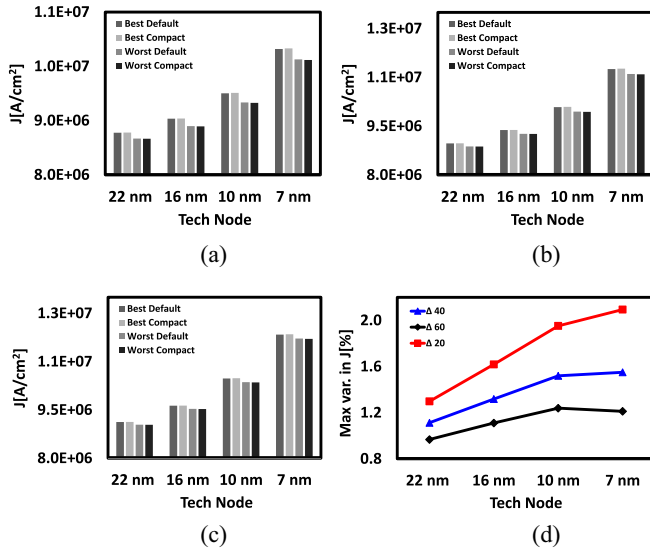 1.1E+07
1.0E+07
9.0E+06
8.0E+06
J[A/cm²]
Best Default
Best Compact
Worst Default
Worst Compact
22 nm 16 nm 10 nm 7 nm
Tech Node
(a)
1.3E+07
1.1E+07
9.5E+06
8.0E+06
J[A/cm²]
Best Default
Best Compact
Worst Default
Worst Compact
22 nm 16 nm 10 nm 7 nm
Tech Node
(b)
1.3E+07
1.1E+07
9.5E+06
8.0E+06
J[A/cm²]
Best Default
Best Compact
Worst Default
Worst Compact
22 nm 16 nm 10 nm 7 nm
Tech Node
(c)
2.0
1.6
1.2
0.8
Max var. in J[%]
Δ 40
Δ 60
Δ 20
22 nm 16 nm 10 nm 7 nm
Tech Node
(d)